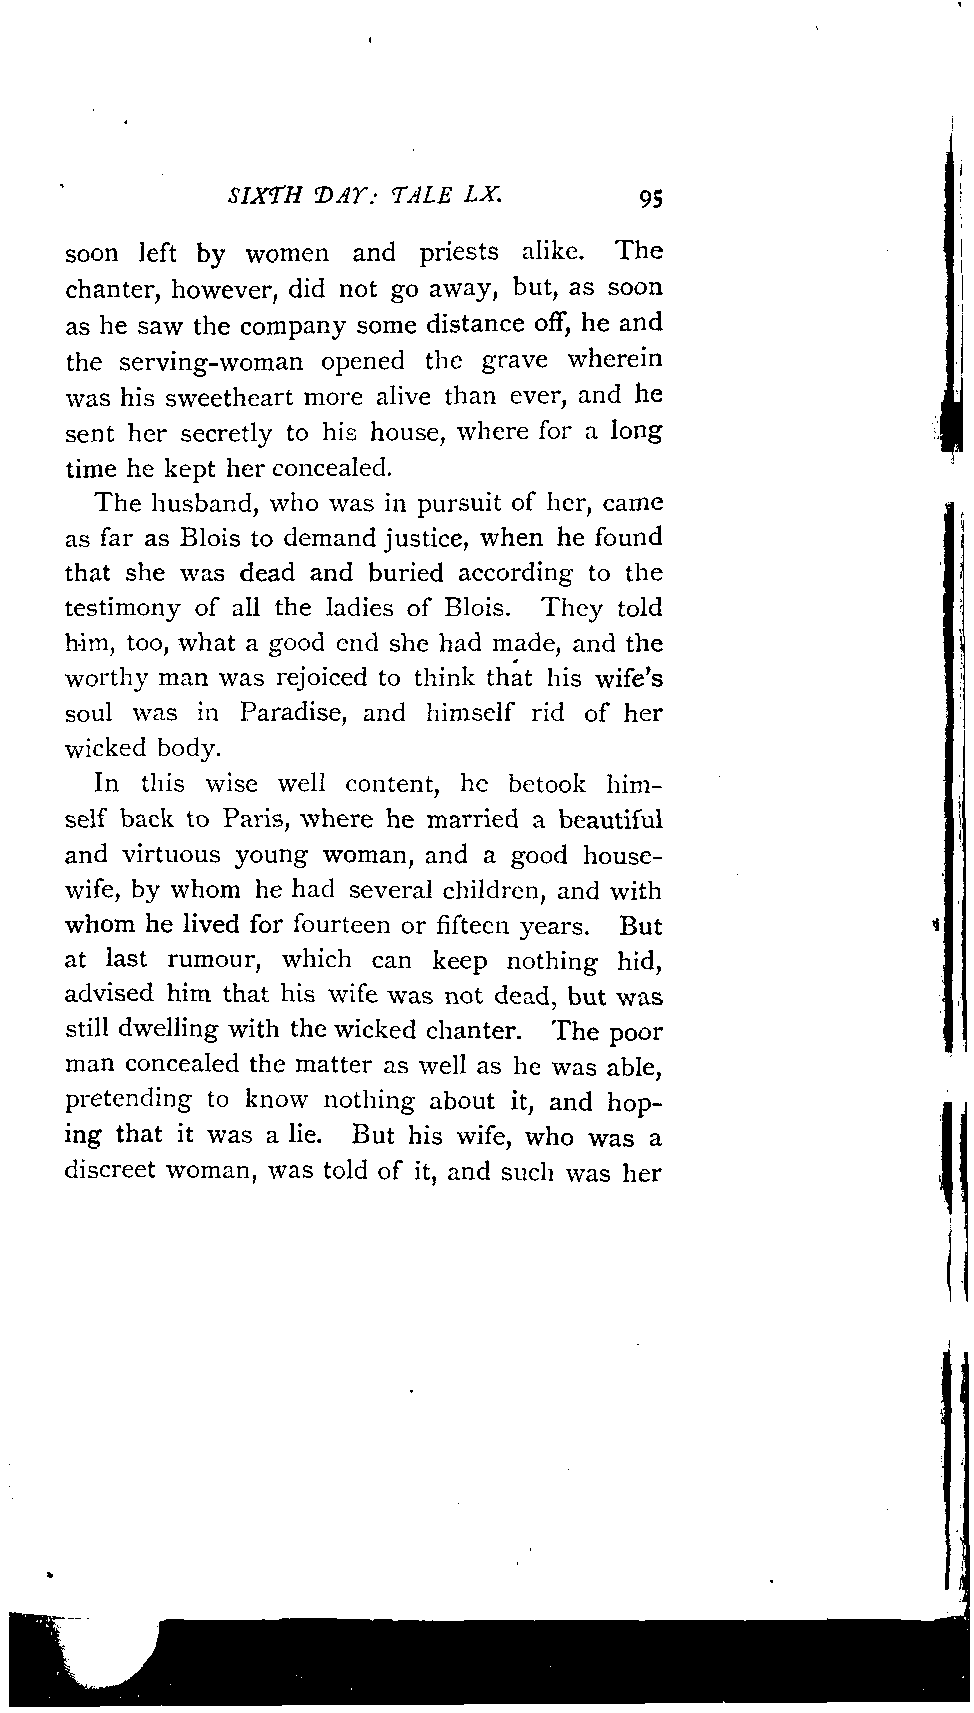 SIXTH DAY: TALE LX. 95
soon left by women and priests alike. The
chanter, however, did not go away, but, as soon
as he saw the company some distance off, he and
the serving-woman opened the grave wherein
was his sweetheart more alive than ever, and he
sent her secretly to his house, where for a long
time he kept her concealed.
The husband, who was in pursuit of her, came
as far as Blois to demand justice, when he found
that she was dead and buried according to the
testimony of all the ladies of Blois. They told
him, too, what a good end she had made, and the
worthy man was rejoiced to think that his wife's
soul was in Paradise, and himself rid of her
wicked body.
In this wise well content, he betook him-
self back to Paris, where he married a beautiful
and virtuous young woman, and a good house-
wife, by whom he had several children, and with
whom he lived for fourteen or fifteen years. But
at last rumour, which can keep nothing hid,
advised him that his wife was not dead, but was
still dwelling with the wicked chanter. The poor
man concealed the matter as well as he was able,
pretending to know nothing about it, and hop-
ing that it was a lie. But his wife, who was a
discreet woman, was told of it, and such was her